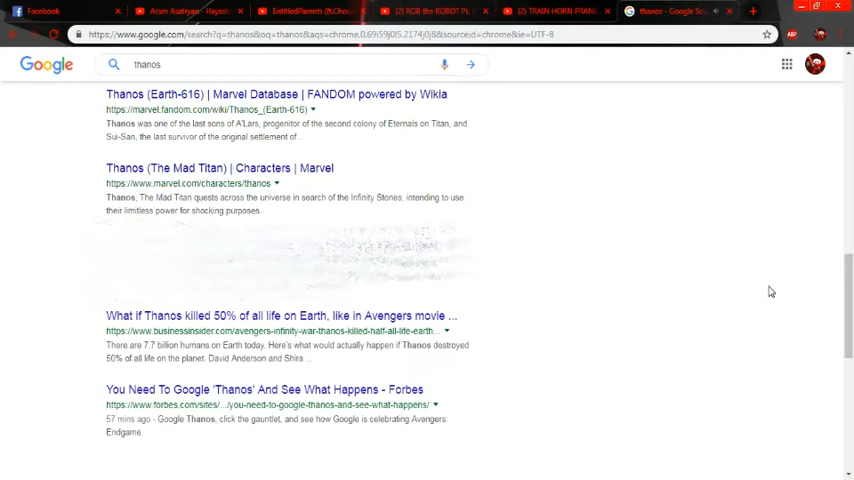 Facebook
Aram Asatryan - Hayasta
EntitledParents (ft.Chou
(2) ROB the ROBOT Pt.
(2) TRAIN HORN PRANK
thanos - Google Sea
https://www.google.com/search?q=thanos&oq=thanos&aqs=chrome.0.69i59j0l5.2174j0j8&sourceid=chrome&ie=UTF-8
Google
thanos
Thanos (Earth-616) | Marvel Database | FANDOM powered by Wikia
https://marvel.fandom.com/wiki/Thanos_(Earth-616)
Thanos was one of the last sons of A'Lars, progenitor of the second colony of Eternals on Titan, and
Sui-San, the last survivor of the original settlement of ...
Thanos (The Mad Titan) | Characters | Marvel
https://www.marvel.com/characters/thanos
Thanos, The Mad Titan quests across the universe in search of the Infinity Stones, intending to use
their limitless power for shocking purposes.
What if Thanos killed 50% of all life on Earth, like in Avengers movie ...
https://www.businessinsider.com/avengers-infinity-war-thanos-killed-half-all-life-earth...
There are 7.7 billion humans on Earth today. Here's what would actually happen if Thanos destroyed
50% of all life on the planet. David Anderson and Shira ...
You Need To Google 'Thanos' And See What Happens - Forbes
https://www.forbes.com/sites/.../you-need-to-google-thanos-and-see-what-happens/
57 mins ago - Google Thanos, click the gauntlet, and see how Google is celebrating Avengers:
Endgame.